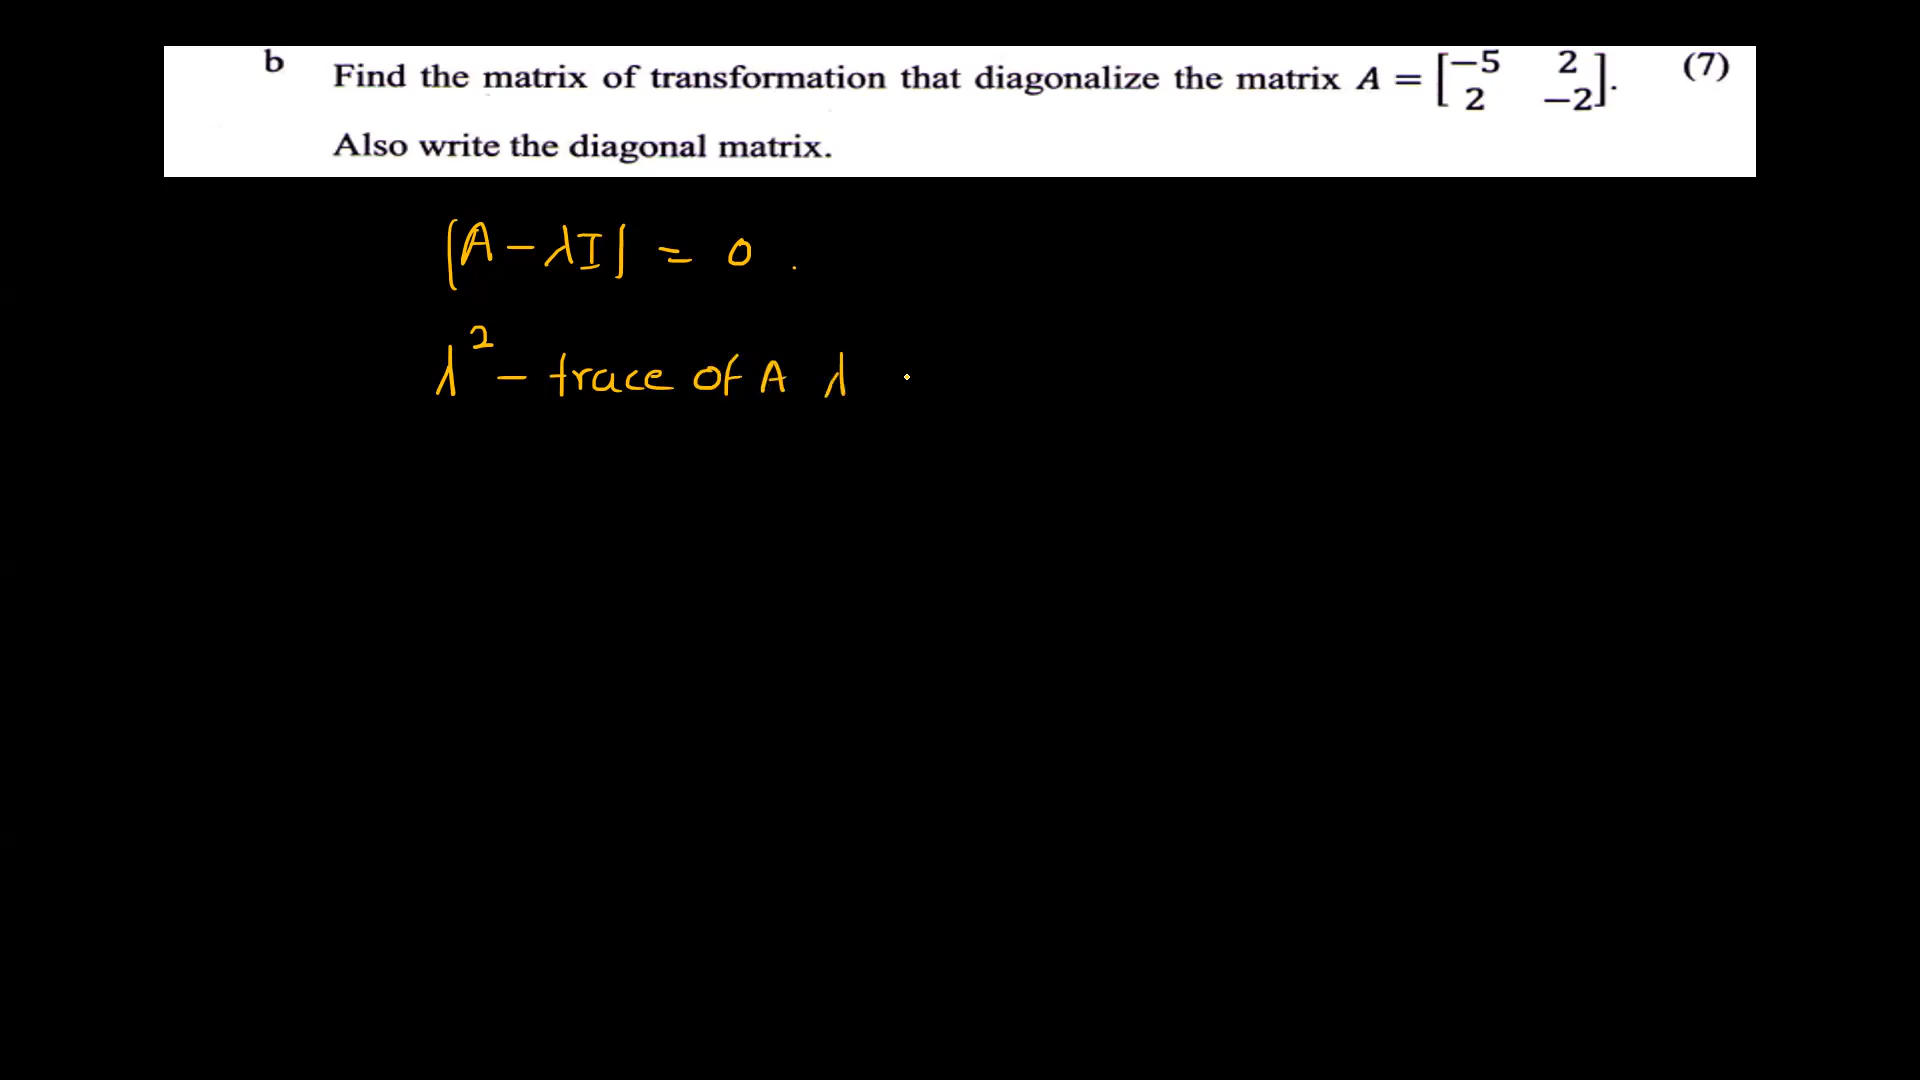 b Find the matrix of transformation that diagonalize the matrix A = [−5 2; 2 −2]. (7)
Also write the diagonal matrix.
|A − λI| = 0 .
λ² − trace of A λ